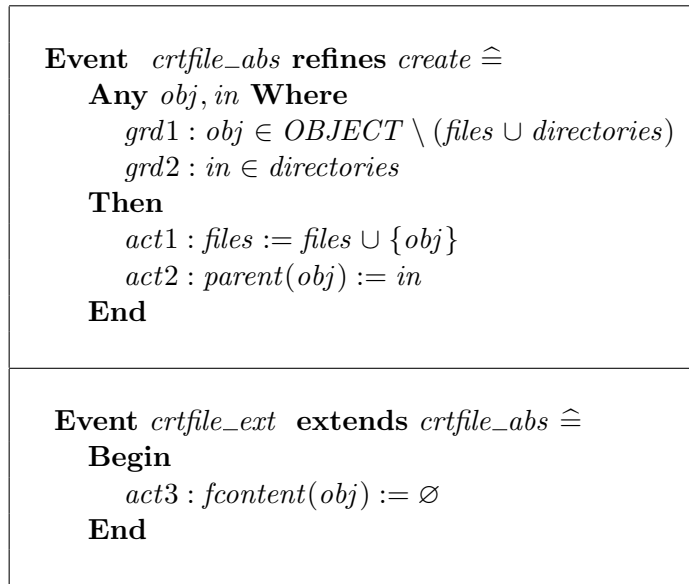 Event crtfile_abs refines create ≙
Any obj, in Where
grd1 : obj ∈ OBJECT \ (files ∪ directories)
grd2 : in ∈ directories
Then
act1 : files := files ∪ {obj}
act2 : parent(obj) := in
End
Event crtfile_ext extends crtfile_abs ≙
Begin
act3 : fcontent(obj) := ∅
End